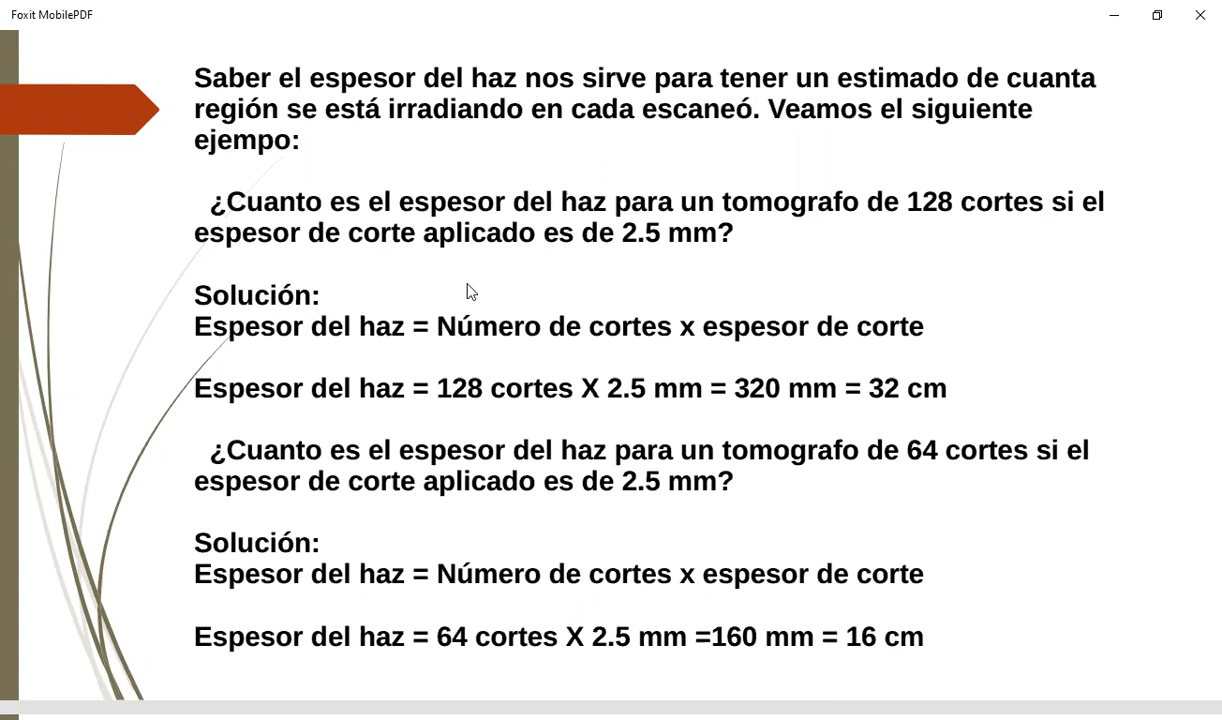 Foxit MobilePDF
Saber el espesor del haz nos sirve para tener un estimado de cuanta
región se está irradiando en cada escaneó. Veamos el siguiente
ejempo:
¿Cuanto es el espesor del haz para un tomografo de 128 cortes si el
espesor de corte aplicado es de 2.5 mm?
Solución:
Espesor del haz = Número de cortes x espesor de corte
Espesor del haz = 128 cortes X 2.5 mm = 320 mm = 32 cm
¿Cuanto es el espesor del haz para un tomografo de 64 cortes si el
espesor de corte aplicado es de 2.5 mm?
Solución:
Espesor del haz = Número de cortes x espesor de corte
Espesor del haz = 64 cortes X 2.5 mm =160 mm = 16 cm